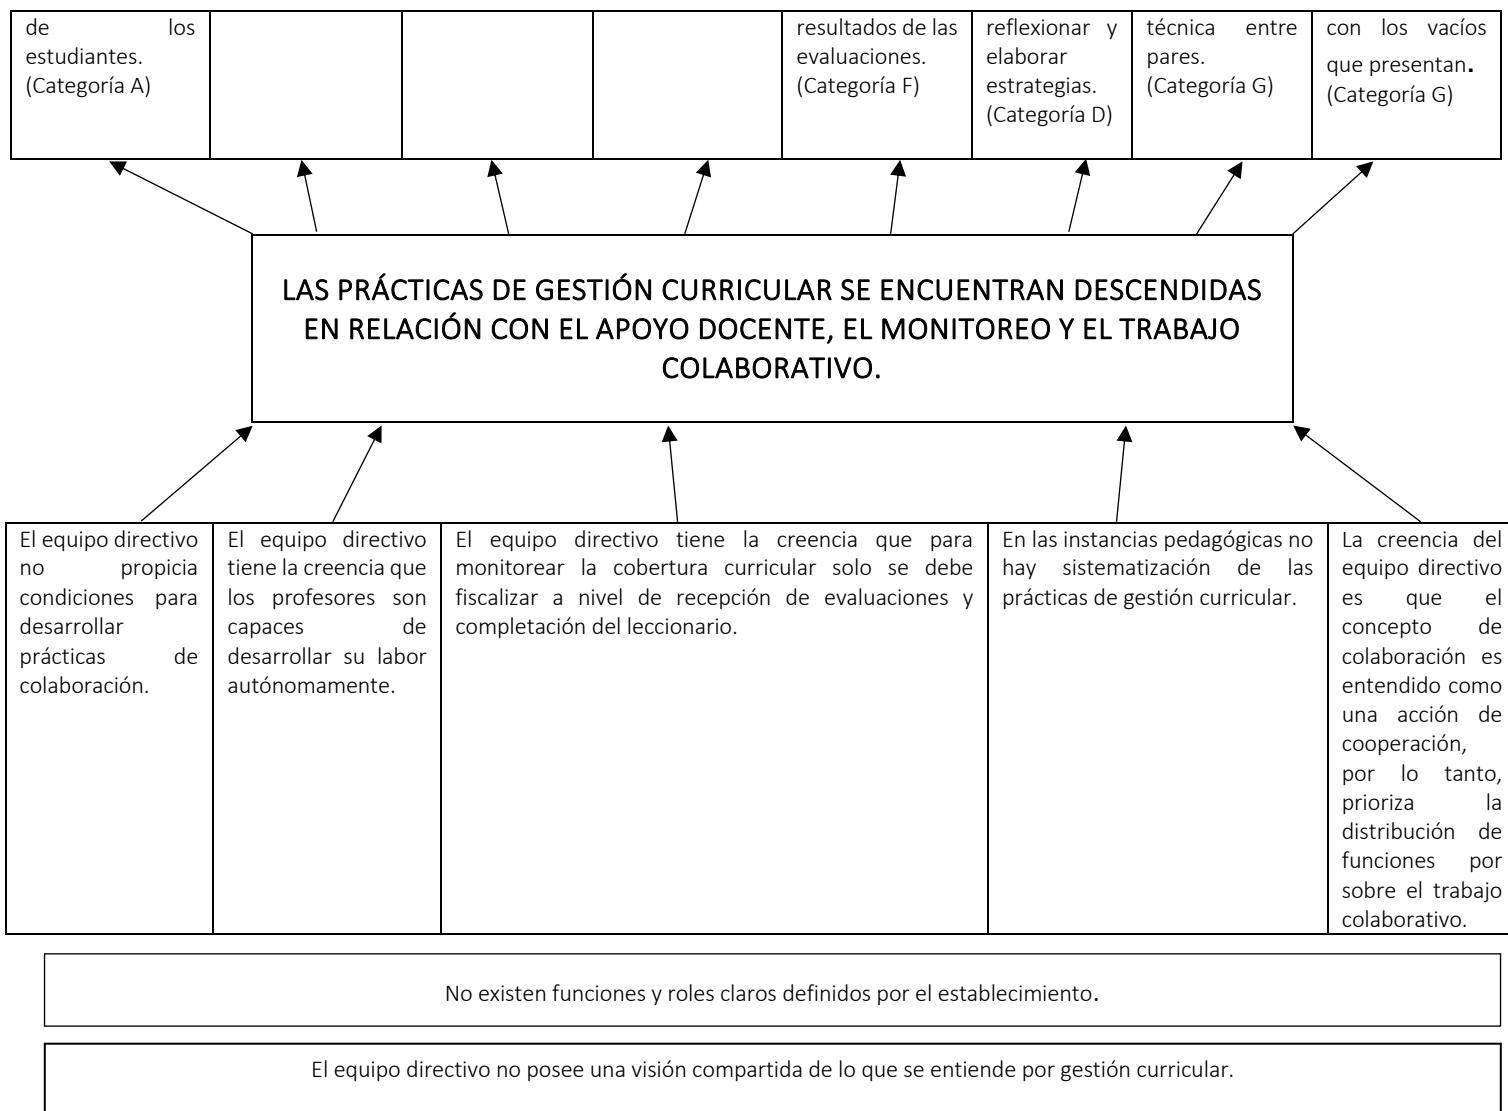 de los
estudiantes.
(Categoría A)
resultados de las
evaluaciones.
(Categoría F)
reflexionar y
elaborar
estrategias.
(Categoría D)
técnica entre
pares.
(Categoría G)
con los vacíos
que presentan.
(Categoría G)
LAS PRÁCTICAS DE GESTIÓN CURRICULAR SE ENCUENTRAN DESCENDIDAS
EN RELACIÓN CON EL APOYO DOCENTE, EL MONITOREO Y EL TRABAJO
COLABORATIVO.
El equipo directivo
no propicia
condiciones para
desarrollar
prácticas de
colaboración.
El equipo directivo
tiene la creencia que
los profesores son
capaces de
desarrollar su labor
autónomamente.
El equipo directivo tiene la creencia que para
monitorear la cobertura curricular solo se debe
fiscalizar a nivel de recepción de evaluaciones y
completación del leccionario.
En las instancias pedagógicas no
hay sistematización de las
prácticas de gestión curricular.
La creencia del
equipo directivo
es que el
concepto de
colaboración es
entendido como
una acción de
cooperación,
por lo tanto,
prioriza la
distribución de
funciones por
sobre el trabajo
colaborativo.
No existen funciones y roles claros definidos por el establecimiento.
El equipo directivo no posee una visión compartida de lo que se entiende por gestión curricular.